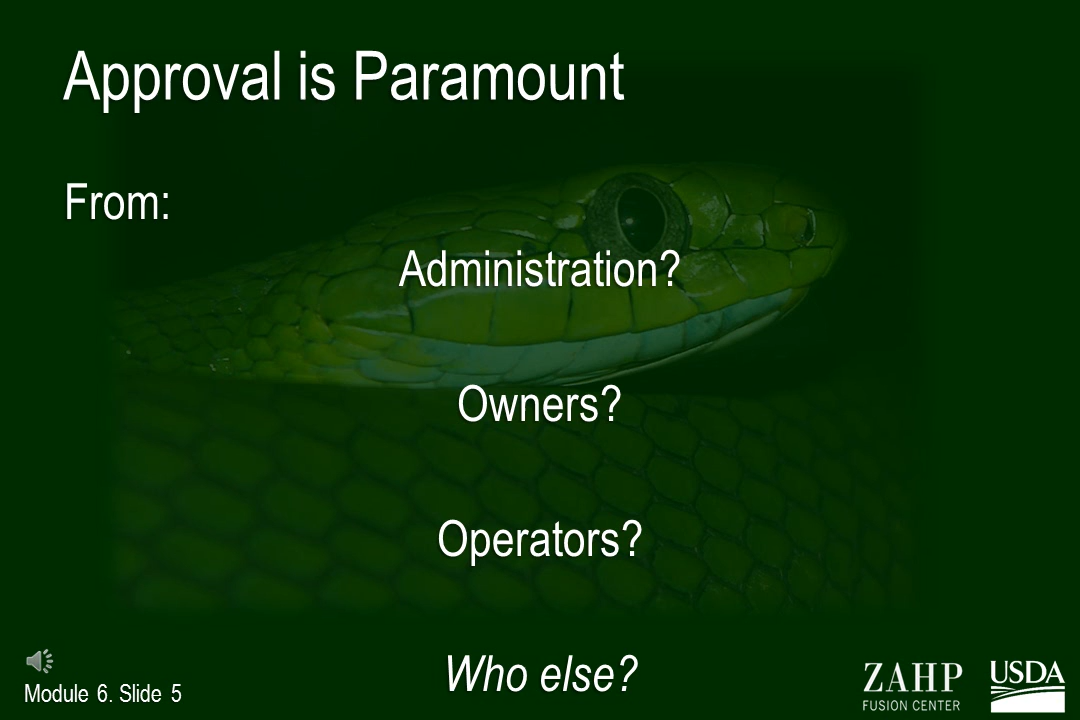 Approval is Paramount
From:
Administration?
Owners?
Operators?
Who else?
Module 6. Slide 5
ZAHP
FUSION CENTER
USDA